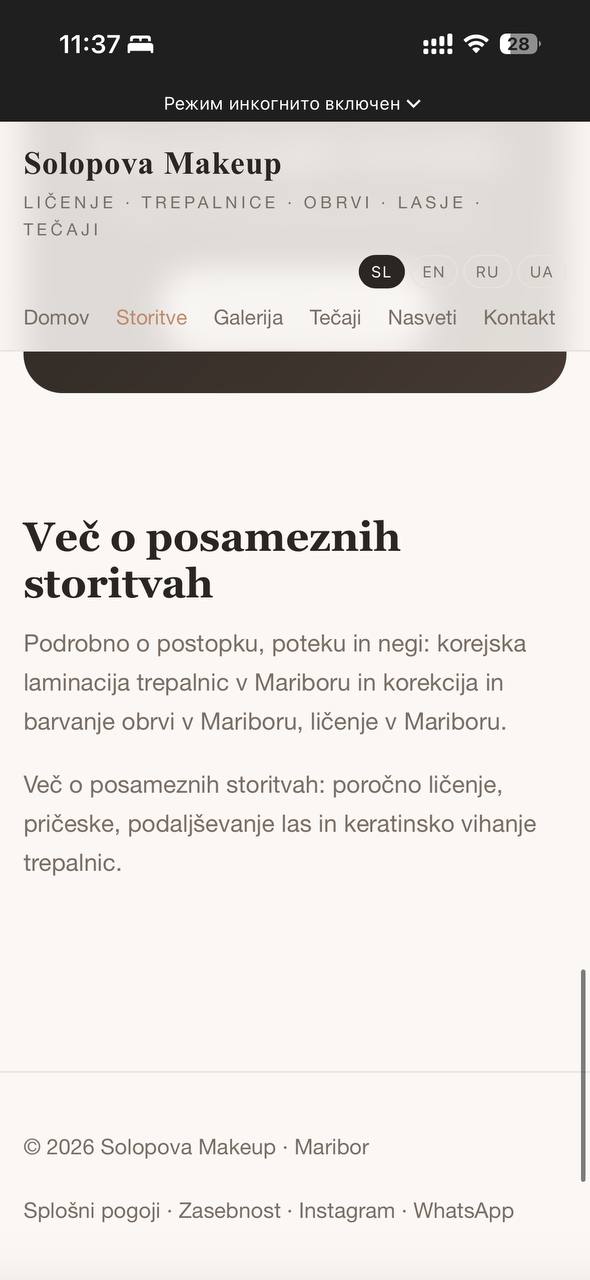 11:37
28
Режим инкогнито включен
Solopova Makeup
LIČENJE · TREPALNICE · OBRVI · LASJE ·
TEČAJI
SL EN RU UA
Domov Storitve Galerija Tečaji Nasveti Kontakt
Več o posameznih
storitvah
Podrobno o postopku, poteku in negi: korejska
laminacija trepalnic v Mariboru in korekcija in
barvanje obrvi v Mariboru, ličenje v Mariboru.
Več o posameznih storitvah: poročno ličenje,
pričeske, podaljševanje las in keratinsko vihanje
trepalnic.
© 2026 Solopova Makeup · Maribor
Splošni pogoji · Zasebnost · Instagram · WhatsApp